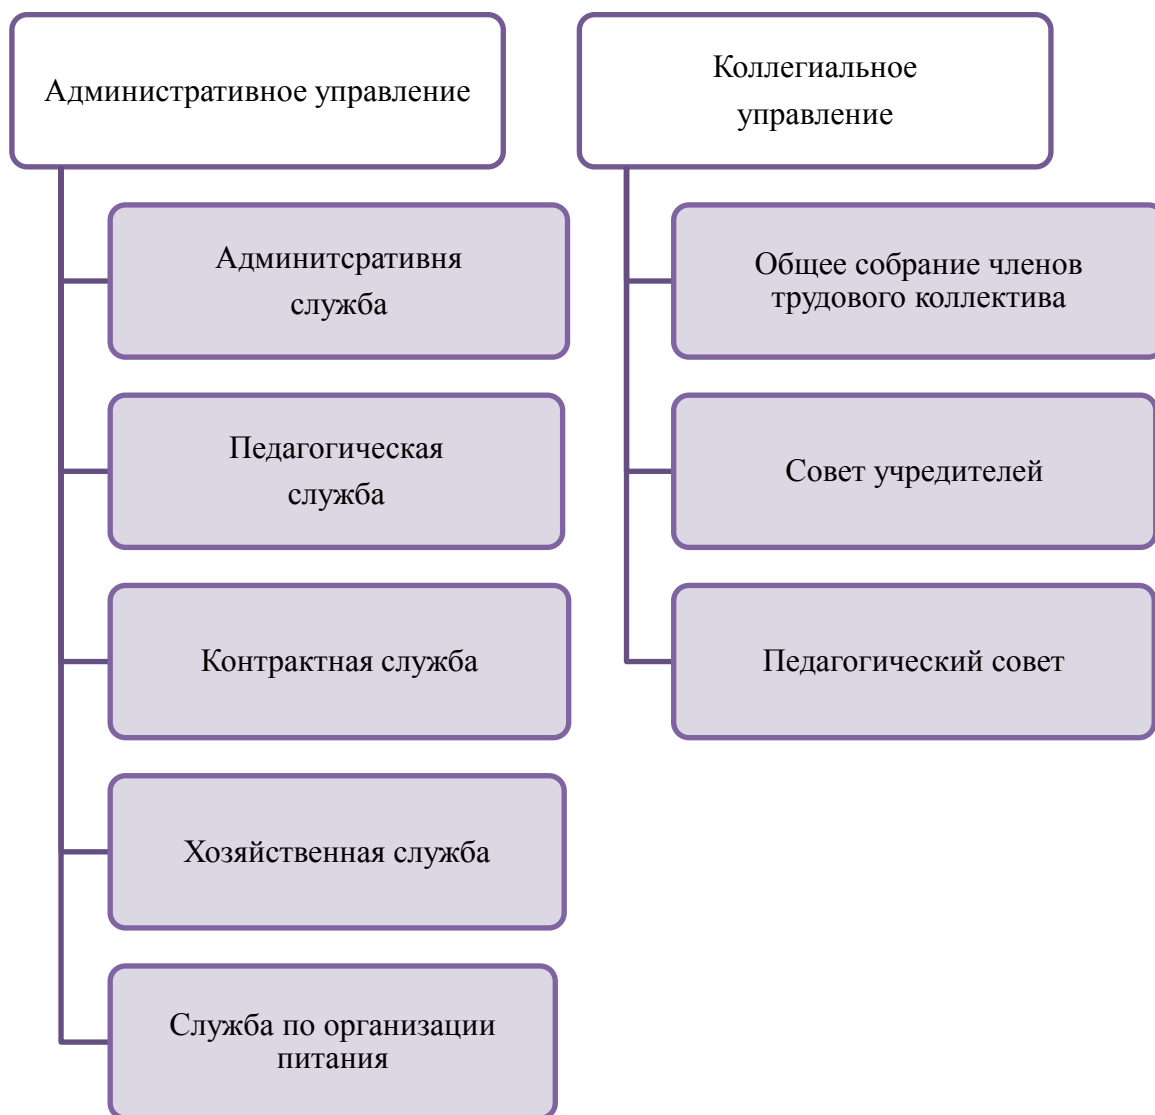 Административное управление
Админитсративня
служба
Педагогическая
служба
Контрактная служба
Хозяйственная служба
Служба по организации
питания
Коллегиальное
управление
Общее собрание членов
трудового коллектива
Совет учредителей
Педагогический совет